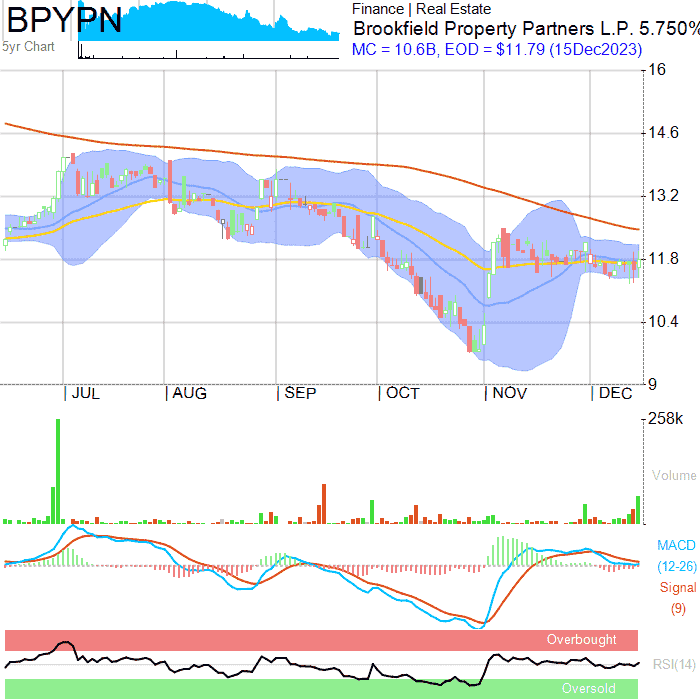 BPYPN
5yr Chart
Finance | Real Estate
Brookfield Property Partners L.P. 5.750%
MC = 10.6B, EOD = $11.79 (15Dec2023)
16
14.6
13.2
11.8
10.4
9
| JUL | AUG | SEP | OCT | NOV | DEC
258k
Volume
MACD
(12-26)
Signal
(9)
Overbought
RSI(14)
Oversold